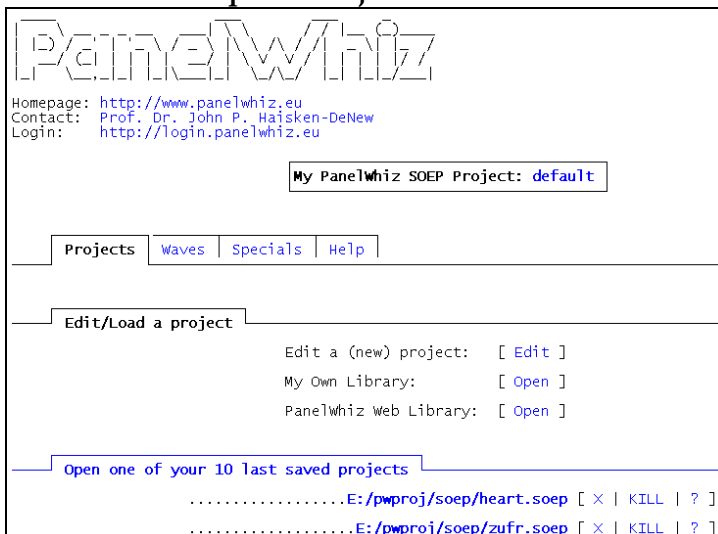 PanelWhiz
Homepage: http://www.panelwhiz.eu
Contact: Prof. Dr. John P. Haisken-DeNew
Login: http://login.panelwhiz.eu
My PanelWhiz SOEP Project: default
Projects Waves Specials Help
Edit/Load a project
Edit a (new) project: [ Edit ]
My Own Library: [ Open ]
PanelWhiz Web Library: [ Open ]
Open one of your 10 last saved projects
..................E:/pwproj/soep/heart.soep [ X | KILL | ? ]
...................E:/pwproj/soep/zufr.soep [ X | KILL | ? ]